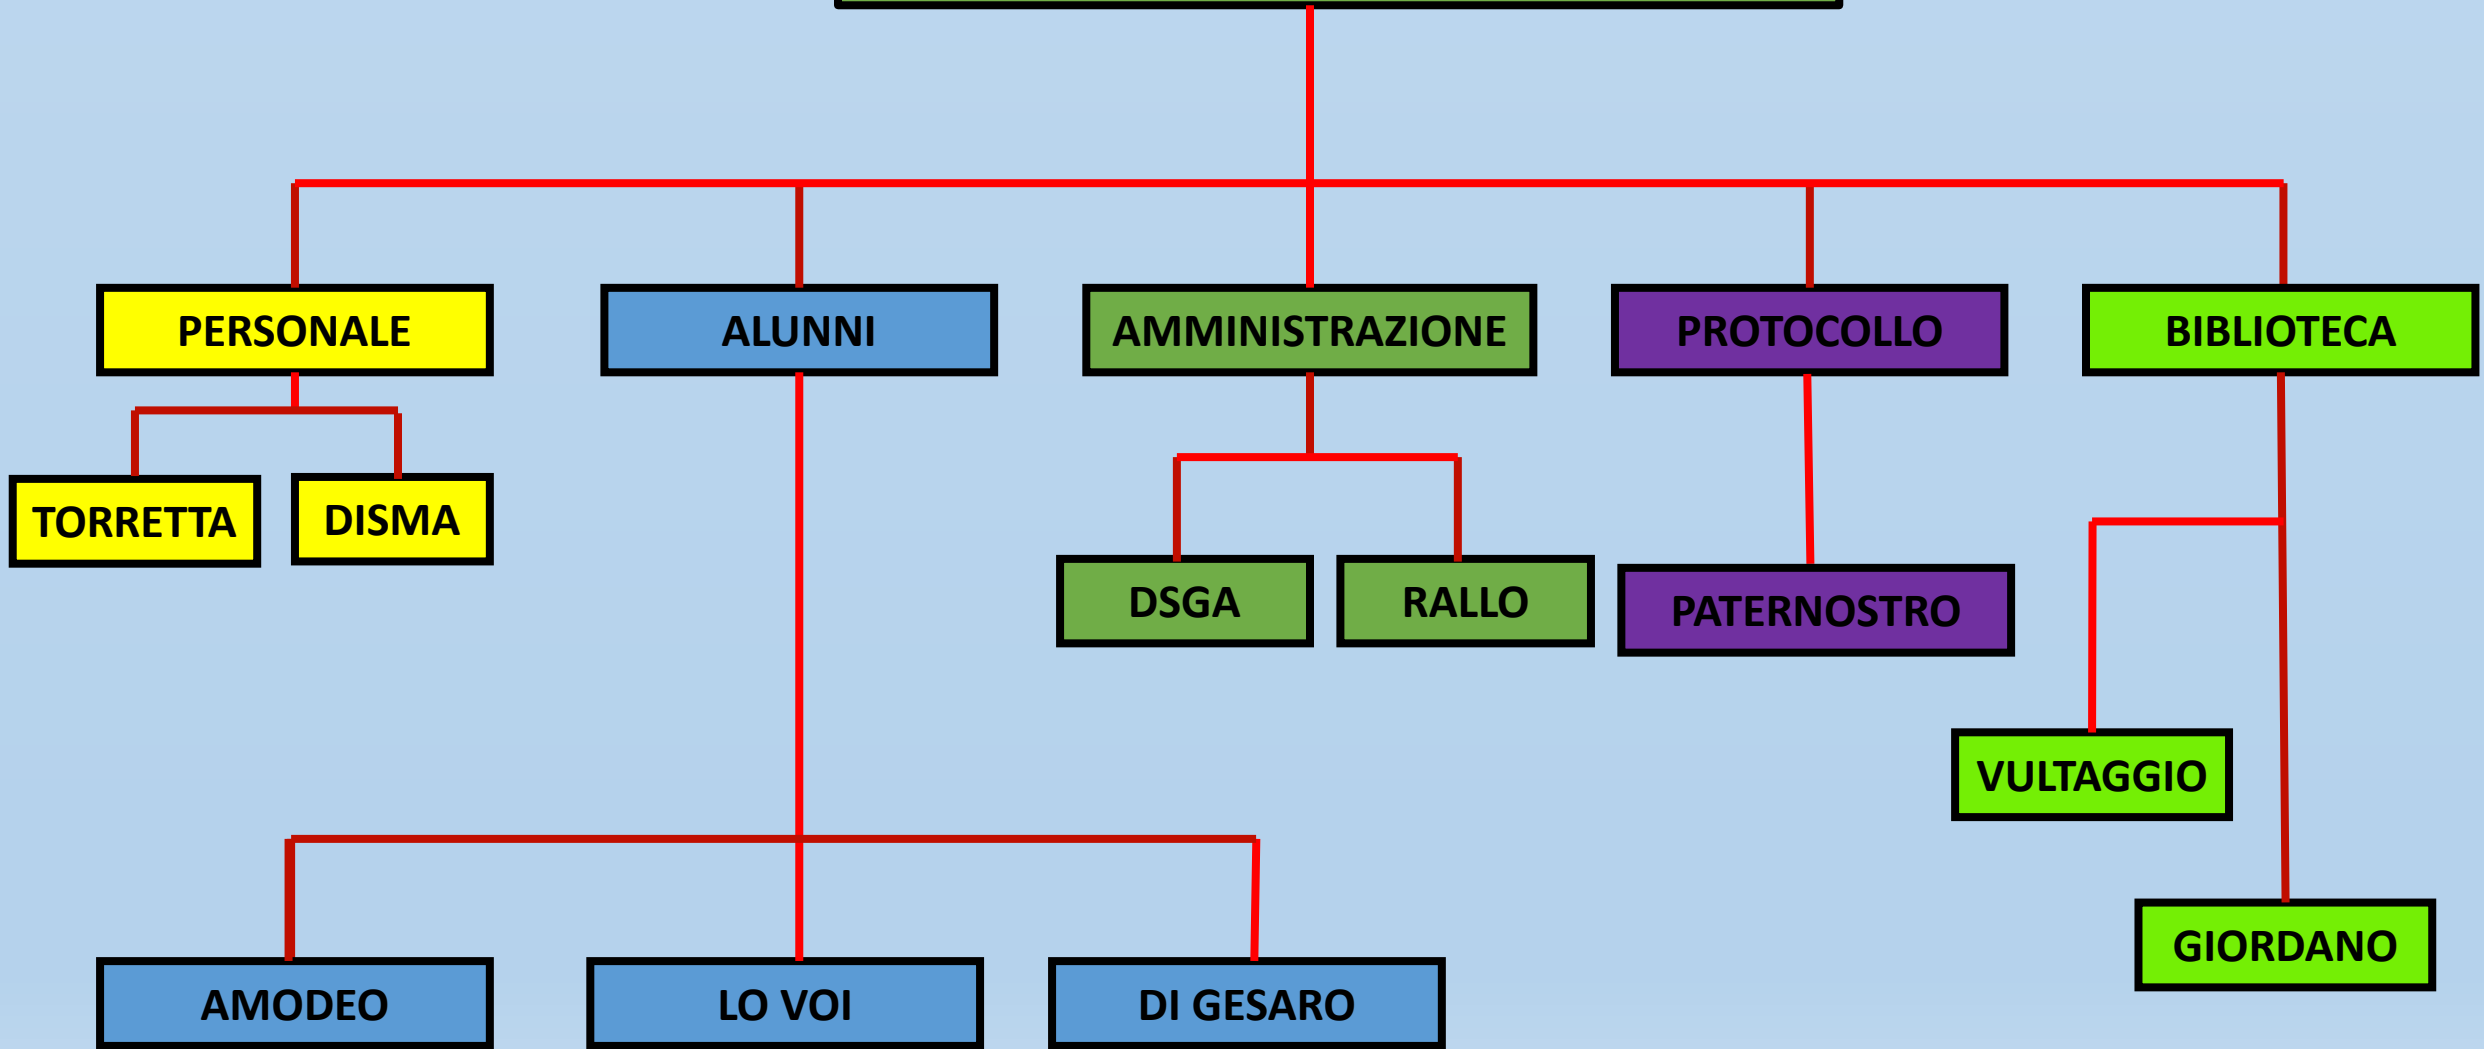 PERSONALE
ALUNNI
AMMINISTRAZIONE
PROTOCOLLO
BIBLIOTECA
TORRETTA
DISMA
DSGA
RALLO
PATERNOSTRO
VULTAGGIO
GIORDANO
AMODEO
LO VOI
DI GESARO